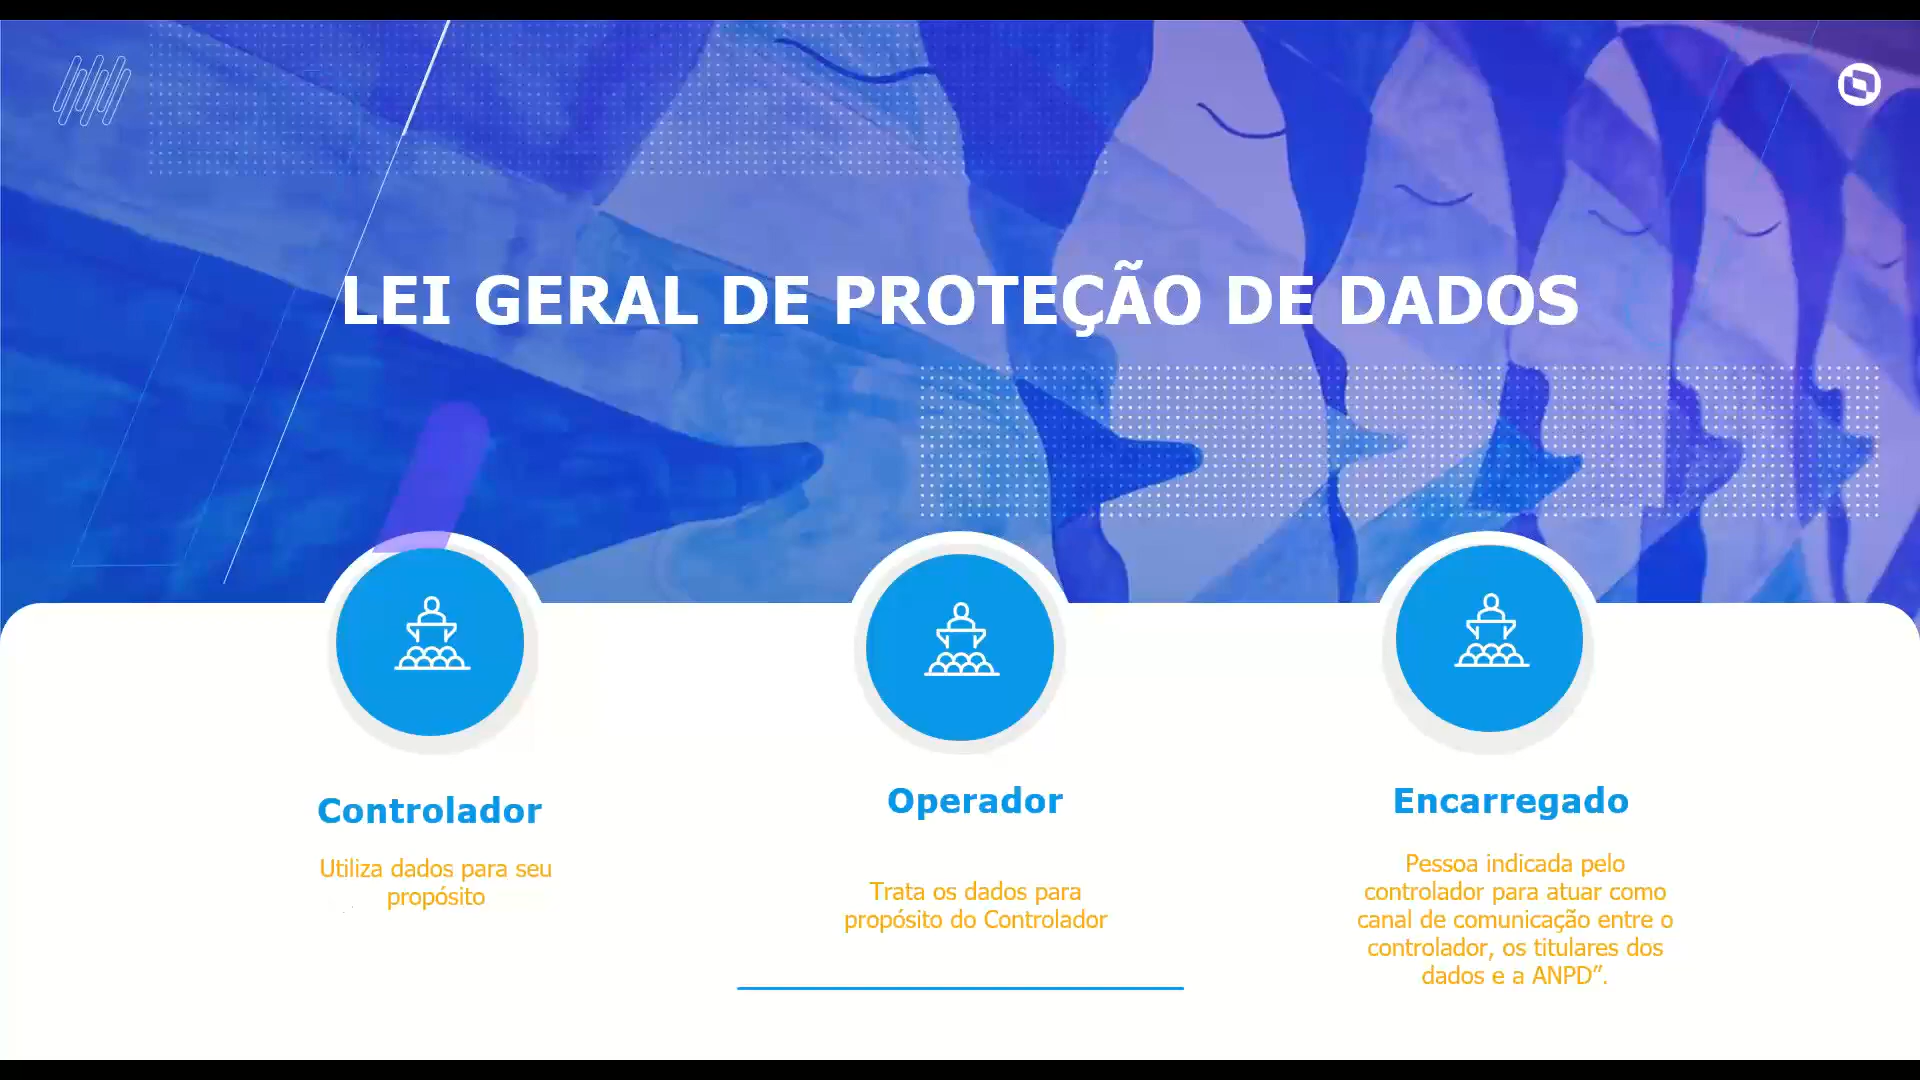 LEI GERAL DE PROTEÇÃO DE DADOS
Controlador
Utiliza dados para seu
propósito
Operador
Trata os dados para
propósito do Controlador
Encarregado
Pessoa indicada pelo
controlador para atuar como
canal de comunicação entre o
controlador, os titulares dos
dados e a ANPD”.